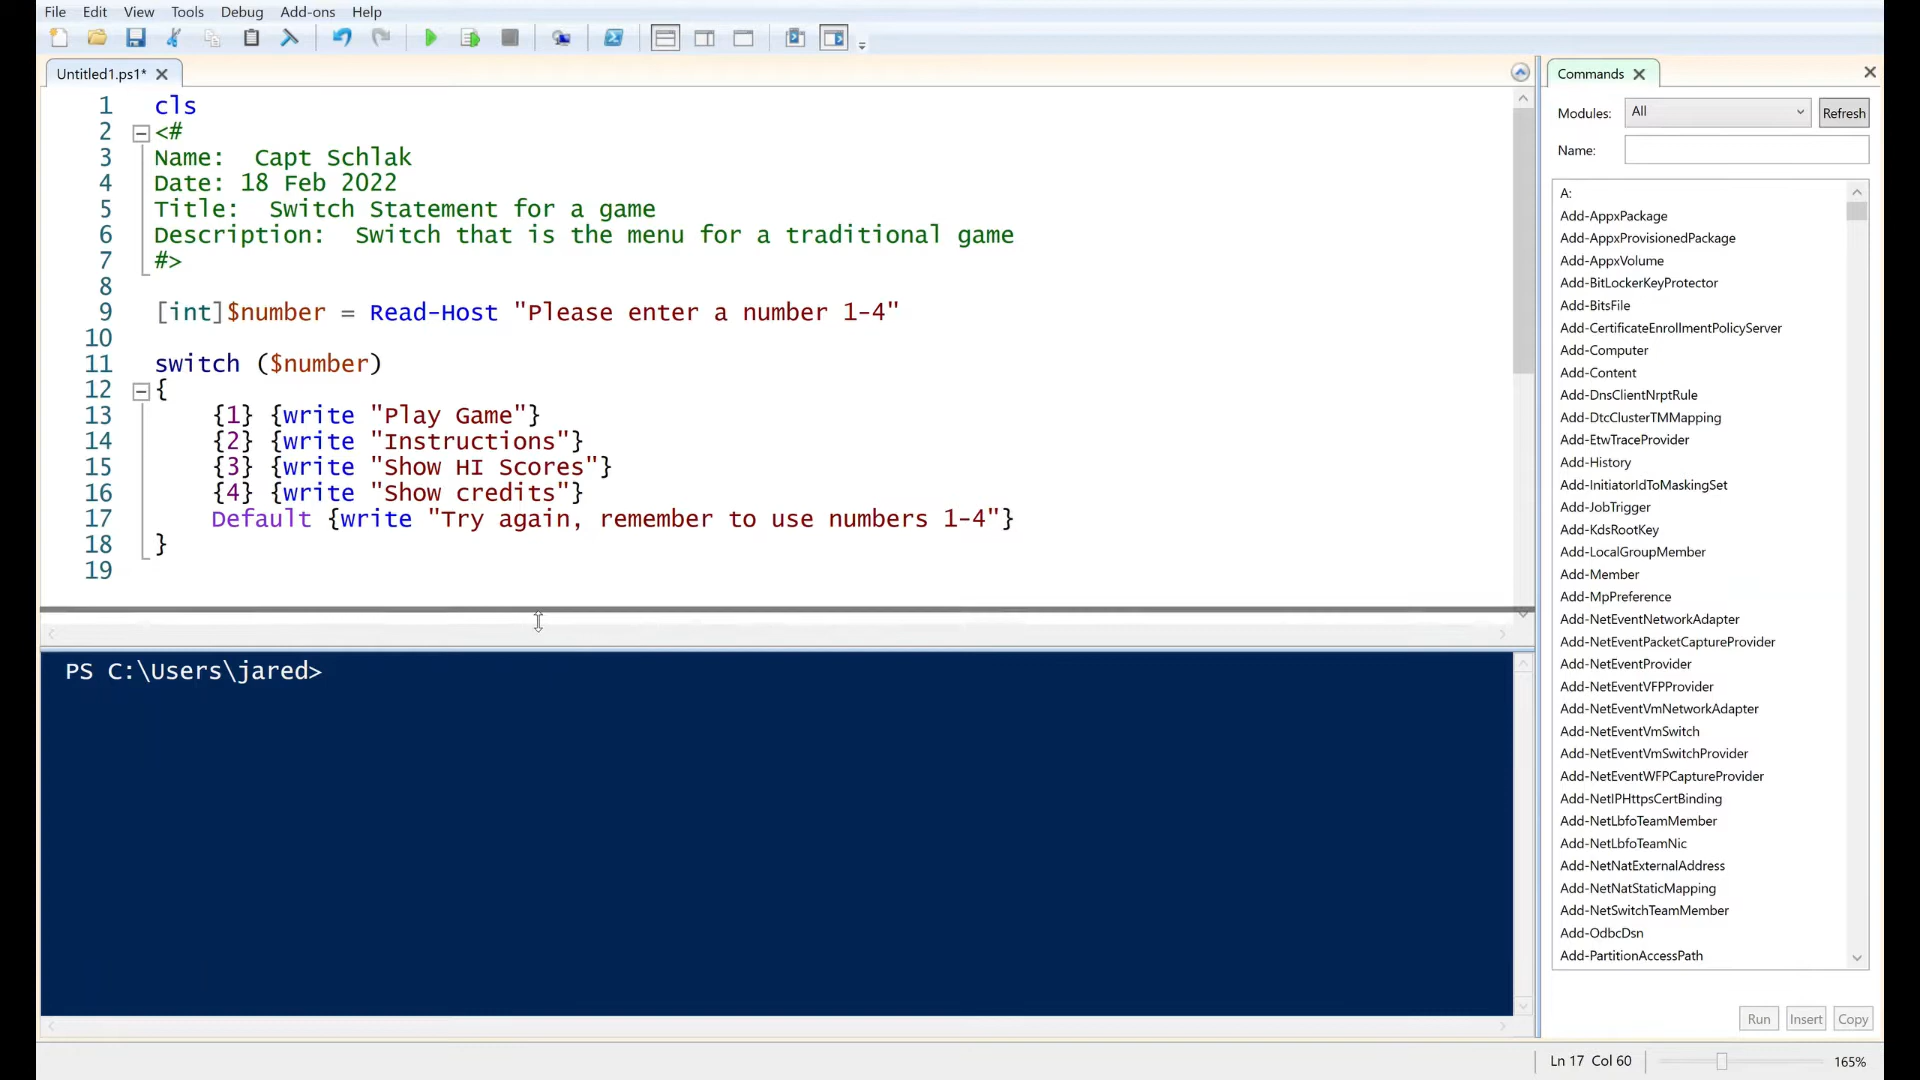 File Edit View Tools Debug Add-ons Help
Untitled1.ps1*
1 cls
2 <#
3 Name:  Capt Schlak
4 Date: 18 Feb 2022
5 Title:  Switch Statement for a game
6 Description:  Switch that is the menu for a traditional game
7 #>
8
9 [int]$number = Read-Host "Please enter a number 1-4"
10
11 switch ($number)
12 {
13     {1} {write "Play Game"}
14     {2} {write "Instructions"}
15     {3} {write "Show HI Scores"}
16     {4} {write "Show credits"}
17     Default {write "Try again, remember to use numbers 1-4"}
18 }
19
PS C:\Users\jared>
Commands
Modules: All Refresh
Name:
A:
Add-AppxPackage
Add-AppxProvisionedPackage
Add-AppxVolume
Add-BitLockerKeyProtector
Add-BitsFile
Add-CertificateEnrollmentPolicyServer
Add-Computer
Add-Content
Add-DnsClientNrptRule
Add-DtcClusterTMMapping
Add-EtwTraceProvider
Add-History
Add-InitiatorIdToMaskingSet
Add-JobTrigger
Add-KdsRootKey
Add-LocalGroupMember
Add-Member
Add-MpPreference
Add-NetEventNetworkAdapter
Add-NetEventPacketCaptureProvider
Add-NetEventProvider
Add-NetEventVFPProvider
Add-NetEventVmNetworkAdapter
Add-NetEventVmSwitch
Add-NetEventVmSwitchProvider
Add-NetEventWFPCaptureProvider
Add-NetIPHttpsCertBinding
Add-NetLbfoTeamMember
Add-NetLbfoTeamNic
Add-NetNatExternalAddress
Add-NetNatStaticMapping
Add-NetSwitchTeamMember
Add-OdbcDsn
Add-PartitionAccessPath
Run Insert Copy
Ln 17 Col 60 165%